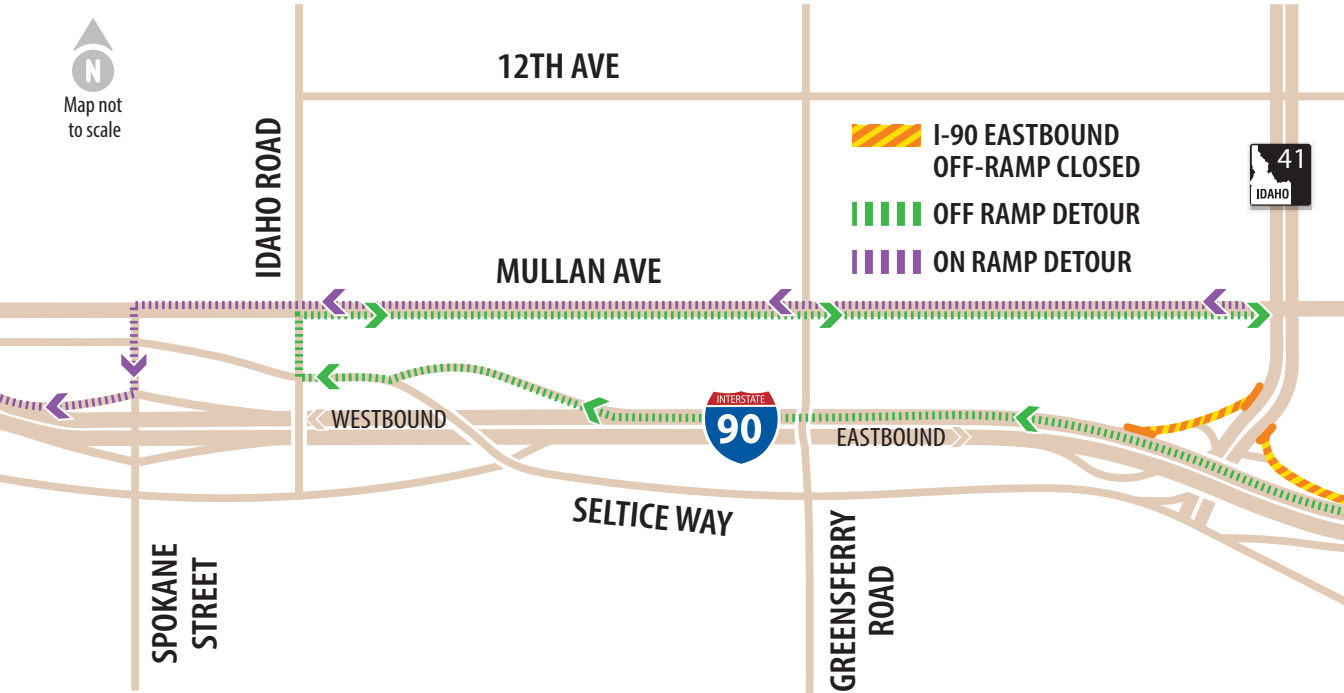 N
Map not
to scale
12TH AVE
IDAHO ROAD
I-90 EASTBOUND
OFF-RAMP CLOSED
OFF RAMP DETOUR
ON RAMP DETOUR
41
IDAHO
MULLAN AVE
INTERSTATE
90
WESTBOUND
EASTBOUND
SELTICE WAY
SPOKANE
STREET
GREENSFERRY
ROAD